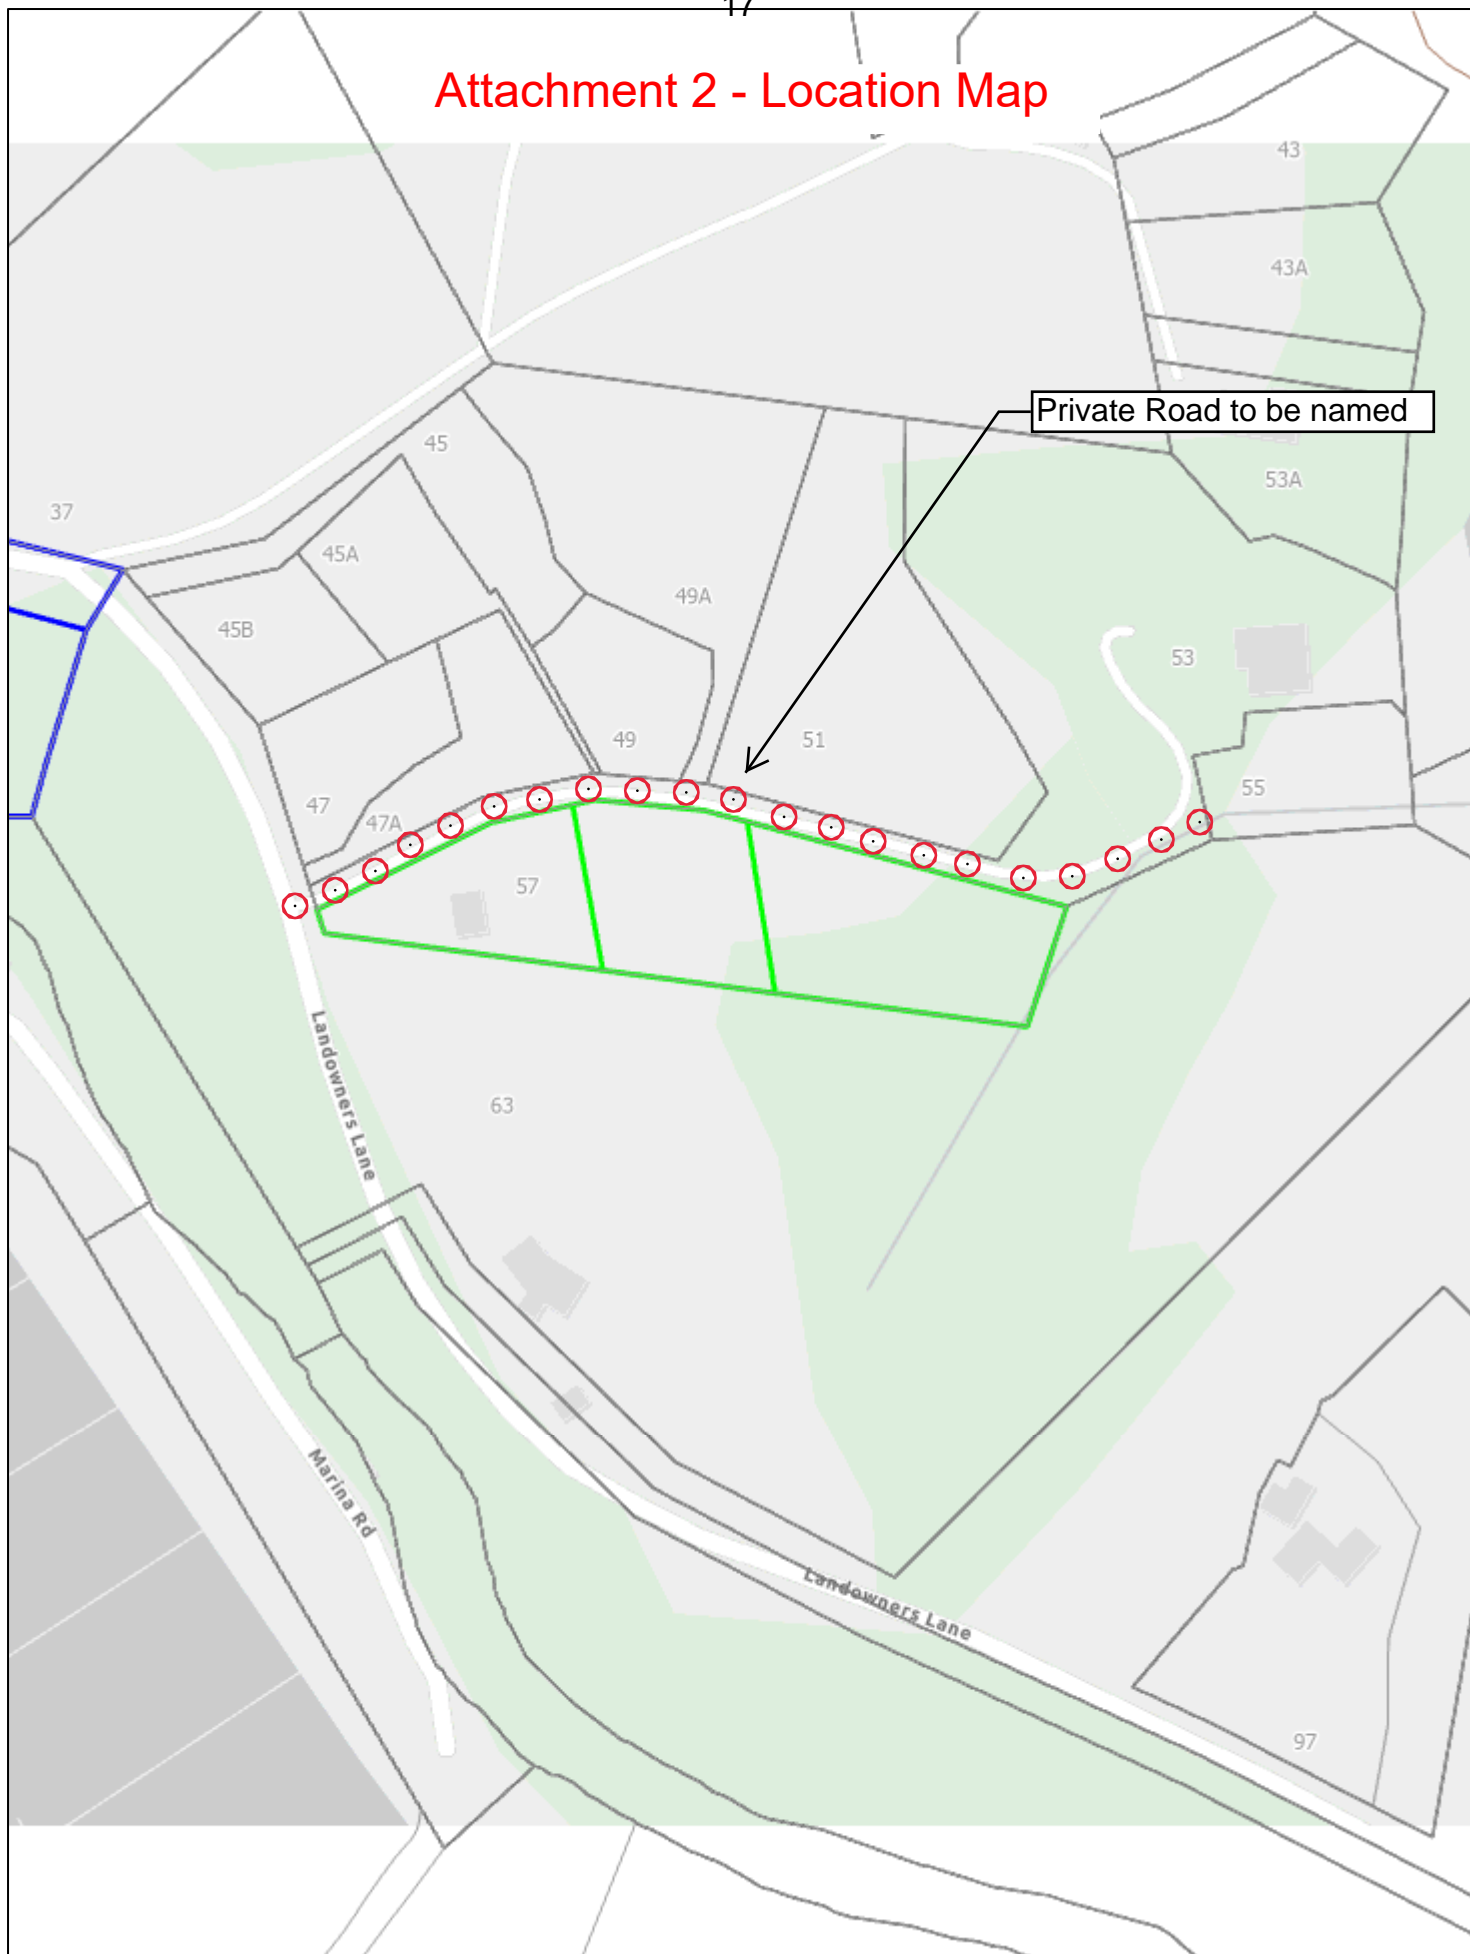 17
Attachment 2 - Location Map
43
43A
Private Road to be named
45
53A
37
45A
49A
45B
53
49
51
55
47
47A
57
Landowners Lane
63
Marina Rd
Landowners Lane
97